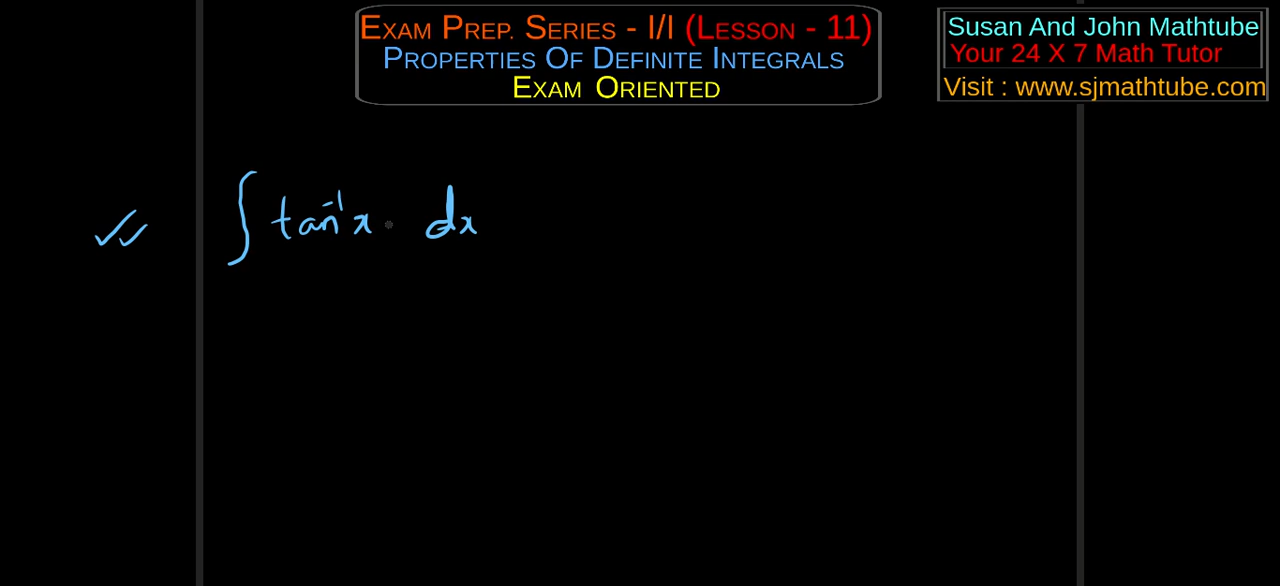 Exam Prep. Series - I/I (Lesson - 11)
Properties Of Definite Integrals
Exam Oriented
Susan And John Mathtube
Your 24 X 7 Math Tutor
Visit : www.sjmathtube.com
∫ tan⁻¹x · dx